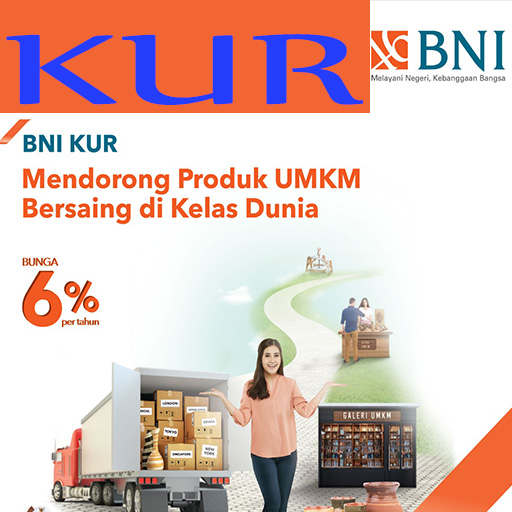 KUR
BNI
Melayani Negeri, Kebanggaan Bangsa
BNI KUR
Mendorong Produk UMKM
Bersaing di Kelas Dunia
BUNGA
6%
per tahun
LONDON
TOKYO
SINGAPORE
NEW YORK
GALERI UMKM